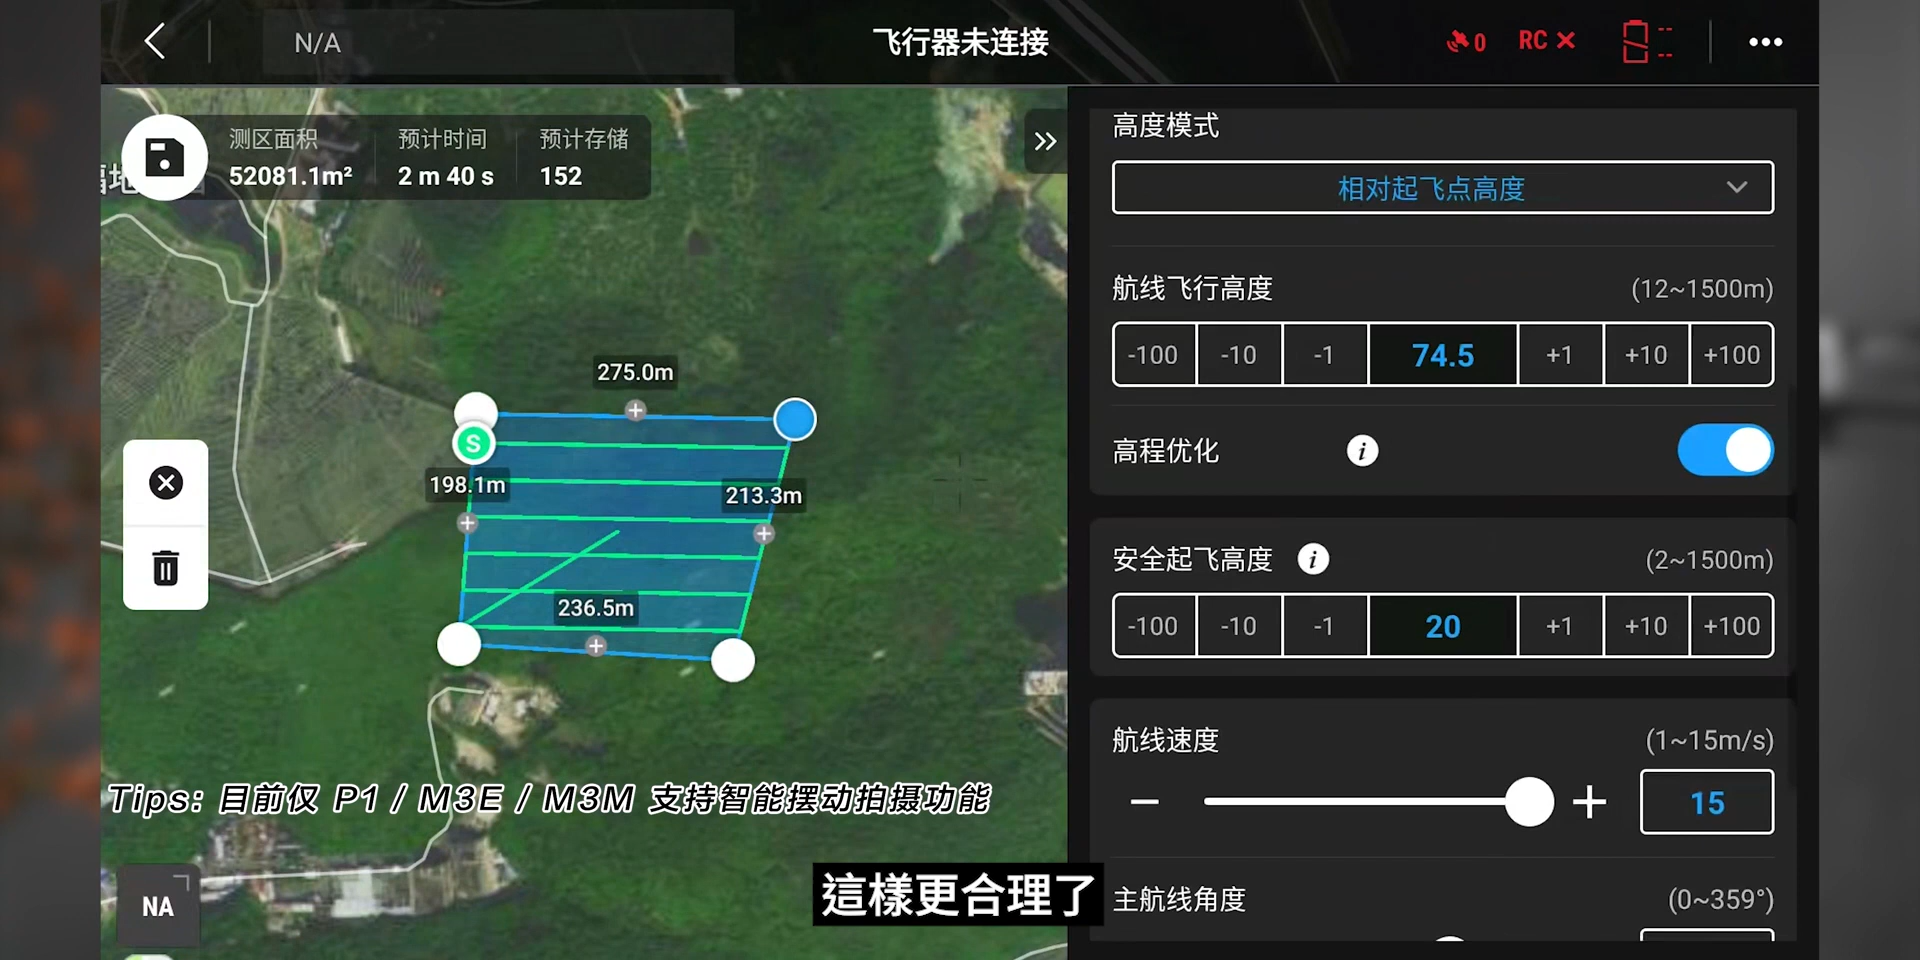 N/A
飞行器未连接
0
RC
测区面积
预计时间
预计存储
52081.1m²
2 m 40 s
152
高度模式
相对起飞点高度
航线飞行高度
(12~1500m)
-100
-10
-1
74.5
+1
+10
+100
高程优化
安全起飞高度
(2~1500m)
-100
-10
-1
20
+1
+10
+100
航线速度
(1~15m/s)
15
主航线角度
(0~359°)
275.0m
S
198.1m
213.3m
236.5m
Tips: 目前仅 P1 / M3E / M3M 支持智能摆动拍摄功能
NA
這樣更合理了